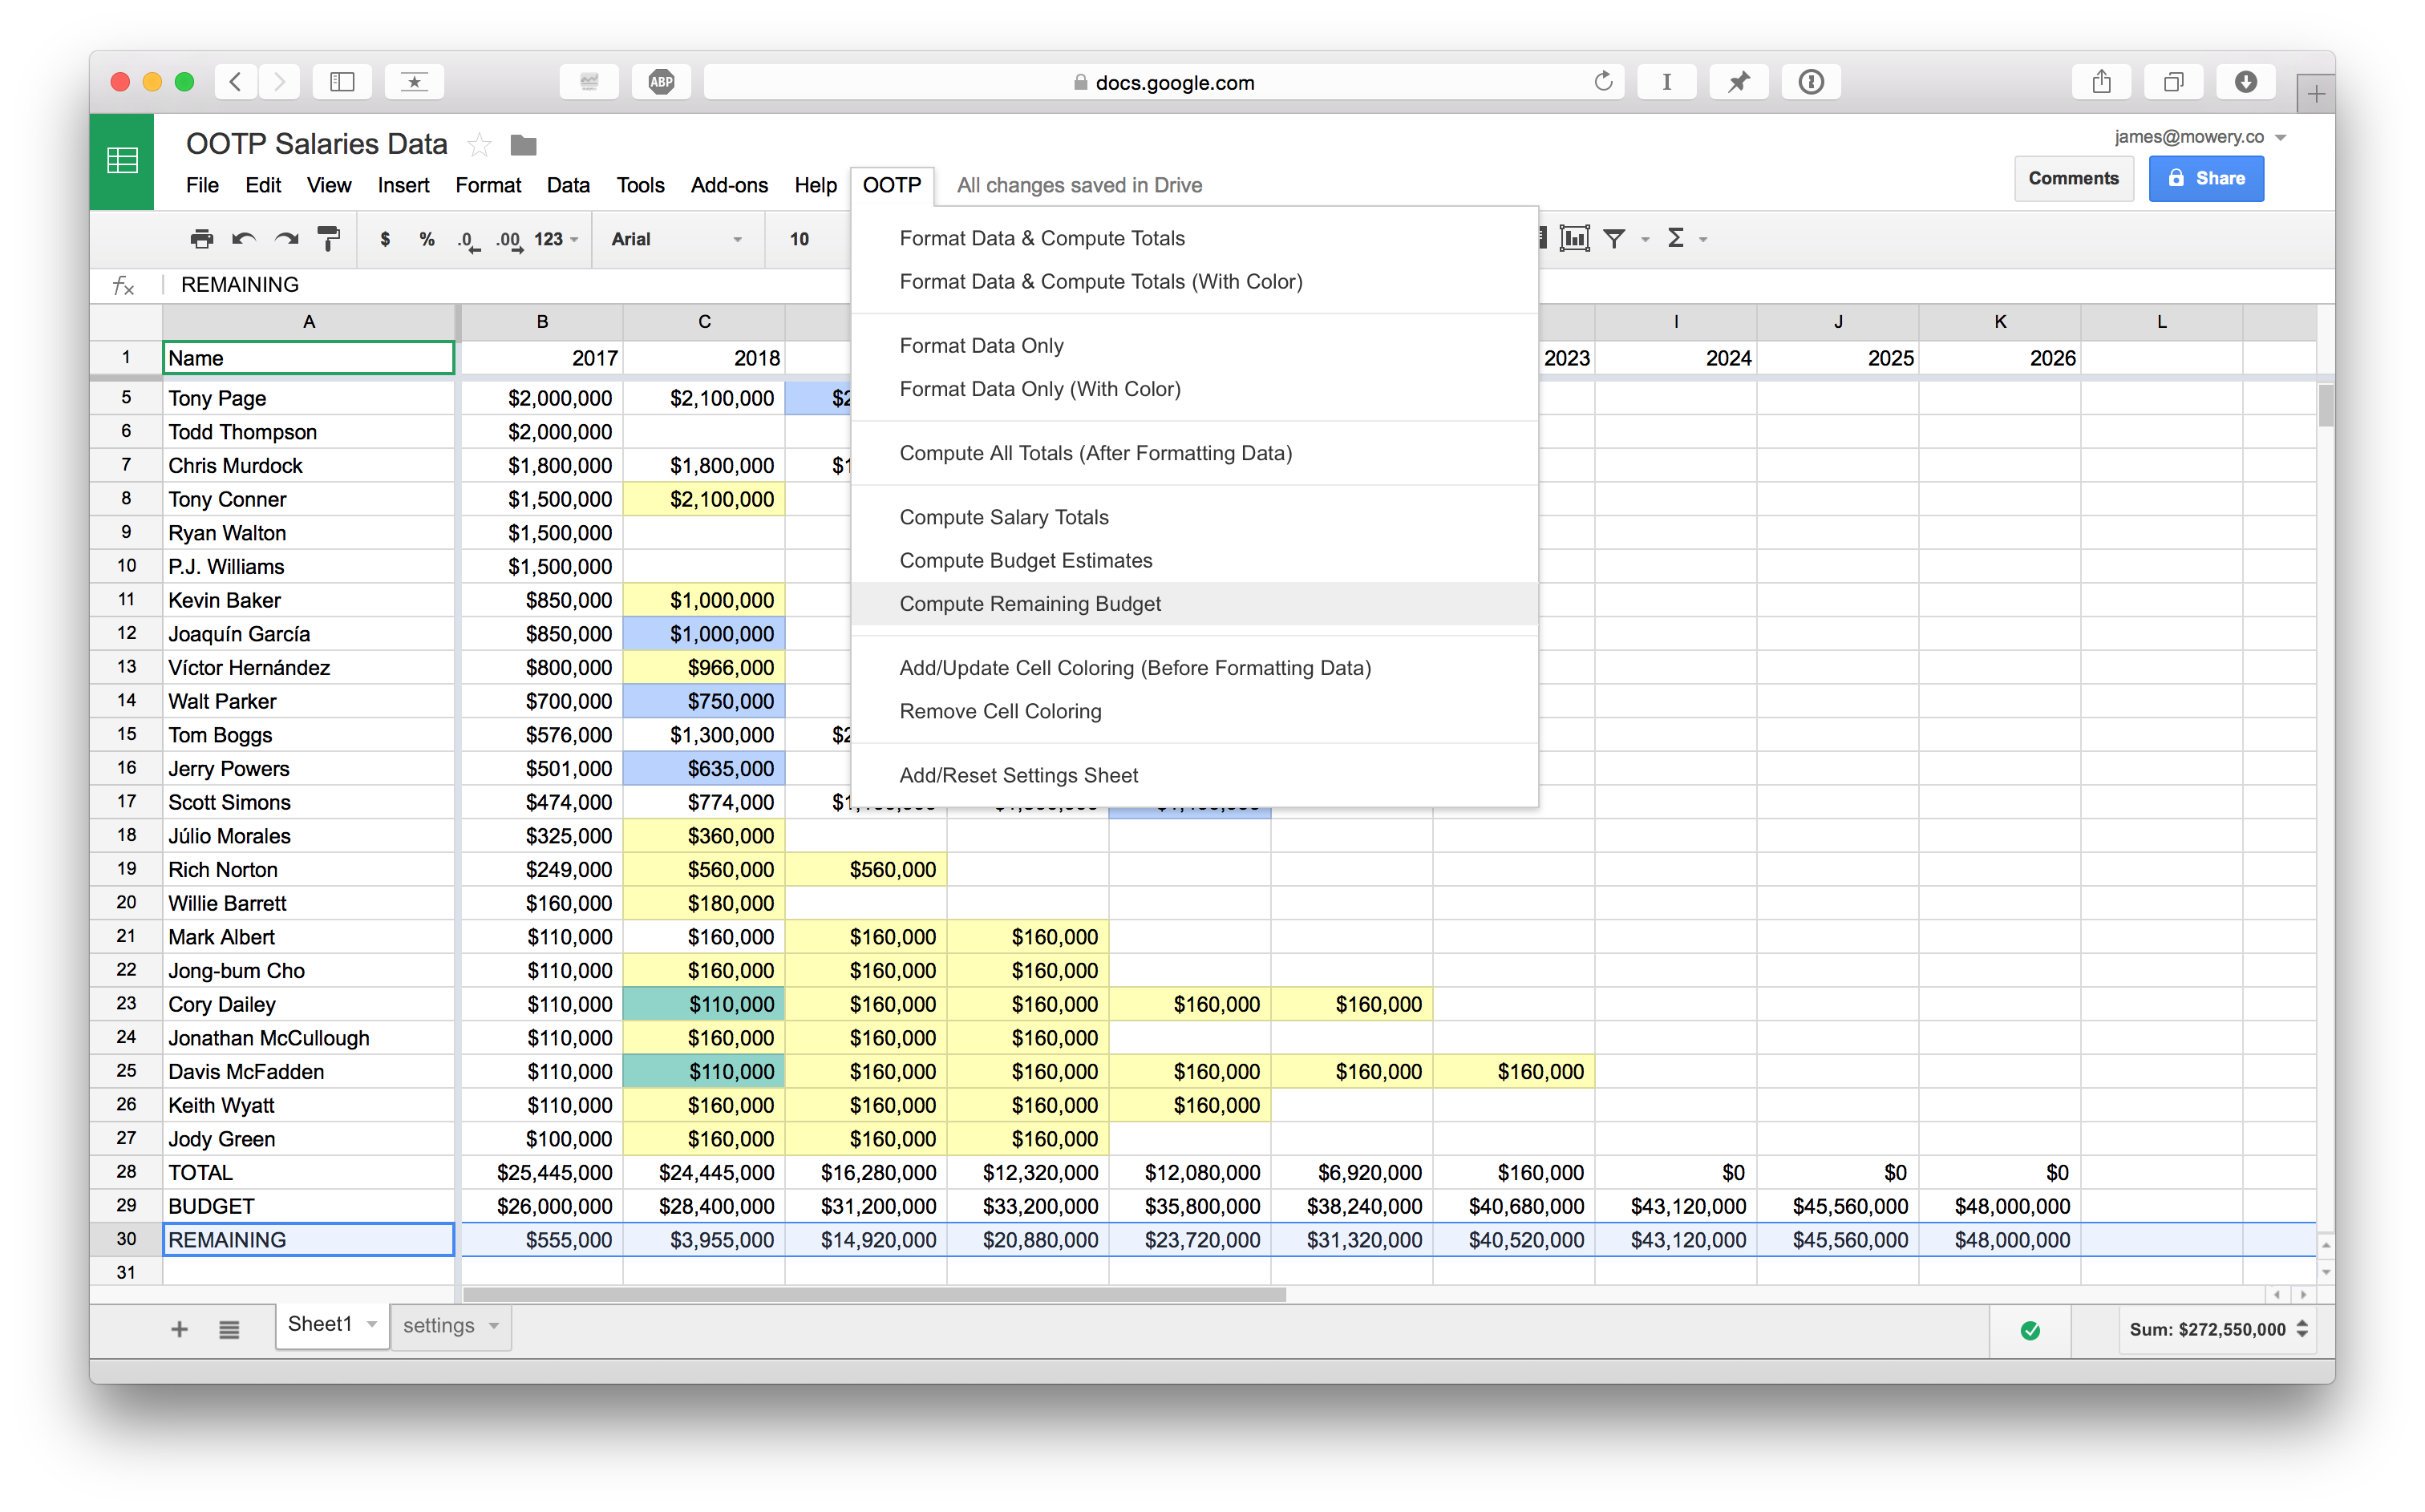 ABP
docs.google.com
OOTP Salaries Data
james@mowery.co
File Edit View Insert Format Data Tools Add-ons Help OOTP All changes saved in Drive
Comments Share
$ % .0 .00 123 Arial 10 Σ
fx REMAINING
Format Data & Compute Totals
Format Data & Compute Totals (With Color)
Format Data Only
Format Data Only (With Color)
Compute All Totals (After Formatting Data)
Compute Salary Totals
Compute Budget Estimates
Compute Remaining Budget
Add/Update Cell Coloring (Before Formatting Data)
Remove Cell Coloring
Add/Reset Settings Sheet
A B C I J K L
1 Name 2017 2018 2023 2024 2025 2026
5 Tony Page $2,000,000 $2,100,000
6 Todd Thompson $2,000,000
7 Chris Murdock $1,800,000 $1,800,000
8 Tony Conner $1,500,000 $2,100,000
9 Ryan Walton $1,500,000
10 P.J. Williams $1,500,000
11 Kevin Baker $850,000 $1,000,000
12 Joaquín García $850,000 $1,000,000
13 Víctor Hernández $800,000 $966,000
14 Walt Parker $700,000 $750,000
15 Tom Boggs $576,000 $1,300,000
16 Jerry Powers $501,000 $635,000
17 Scott Simons $474,000 $774,000
18 Júlio Morales $325,000 $360,000
19 Rich Norton $249,000 $560,000 $560,000
20 Willie Barrett $160,000 $180,000
21 Mark Albert $110,000 $160,000 $160,000 $160,000
22 Jong-bum Cho $110,000 $160,000 $160,000 $160,000
23 Cory Dailey $110,000 $110,000 $160,000 $160,000 $160,000 $160,000
24 Jonathan McCullough $110,000 $160,000 $160,000 $160,000
25 Davis McFadden $110,000 $110,000 $160,000 $160,000 $160,000 $160,000 $160,000
26 Keith Wyatt $110,000 $160,000 $160,000 $160,000 $160,000
27 Jody Green $100,000 $160,000 $160,000 $160,000
28 TOTAL $25,445,000 $24,445,000 $16,280,000 $12,320,000 $12,080,000 $6,920,000 $160,000 $0 $0 $0
29 BUDGET $26,000,000 $28,400,000 $31,200,000 $33,200,000 $35,800,000 $38,240,000 $40,680,000 $43,120,000 $45,560,000 $48,000,000
30 REMAINING $555,000 $3,955,000 $14,920,000 $20,880,000 $23,720,000 $31,320,000 $40,520,000 $43,120,000 $45,560,000 $48,000,000
31
Sheet1 settings Sum: $272,550,000